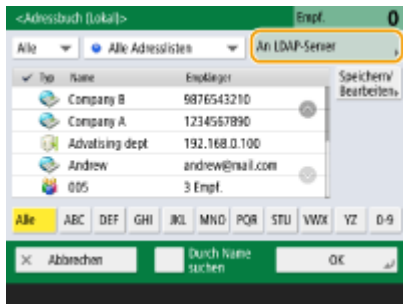 <Adressbuch (Lokal)> Empf. 0
Alle Alle Adresslisten An LDAP-Server
Typ Name Empfänger Speichern/
Bearbeiten
Company B 9876543210
Company A 1234567890
Advatising dept 192.168.0.100
Andrew andrew@mail.com
005 3 Empf.
Alle ABC DEF GHI JKL MNO PQR STU VWX YZ 0-9
Abbrechen Durch Name
suchen OK